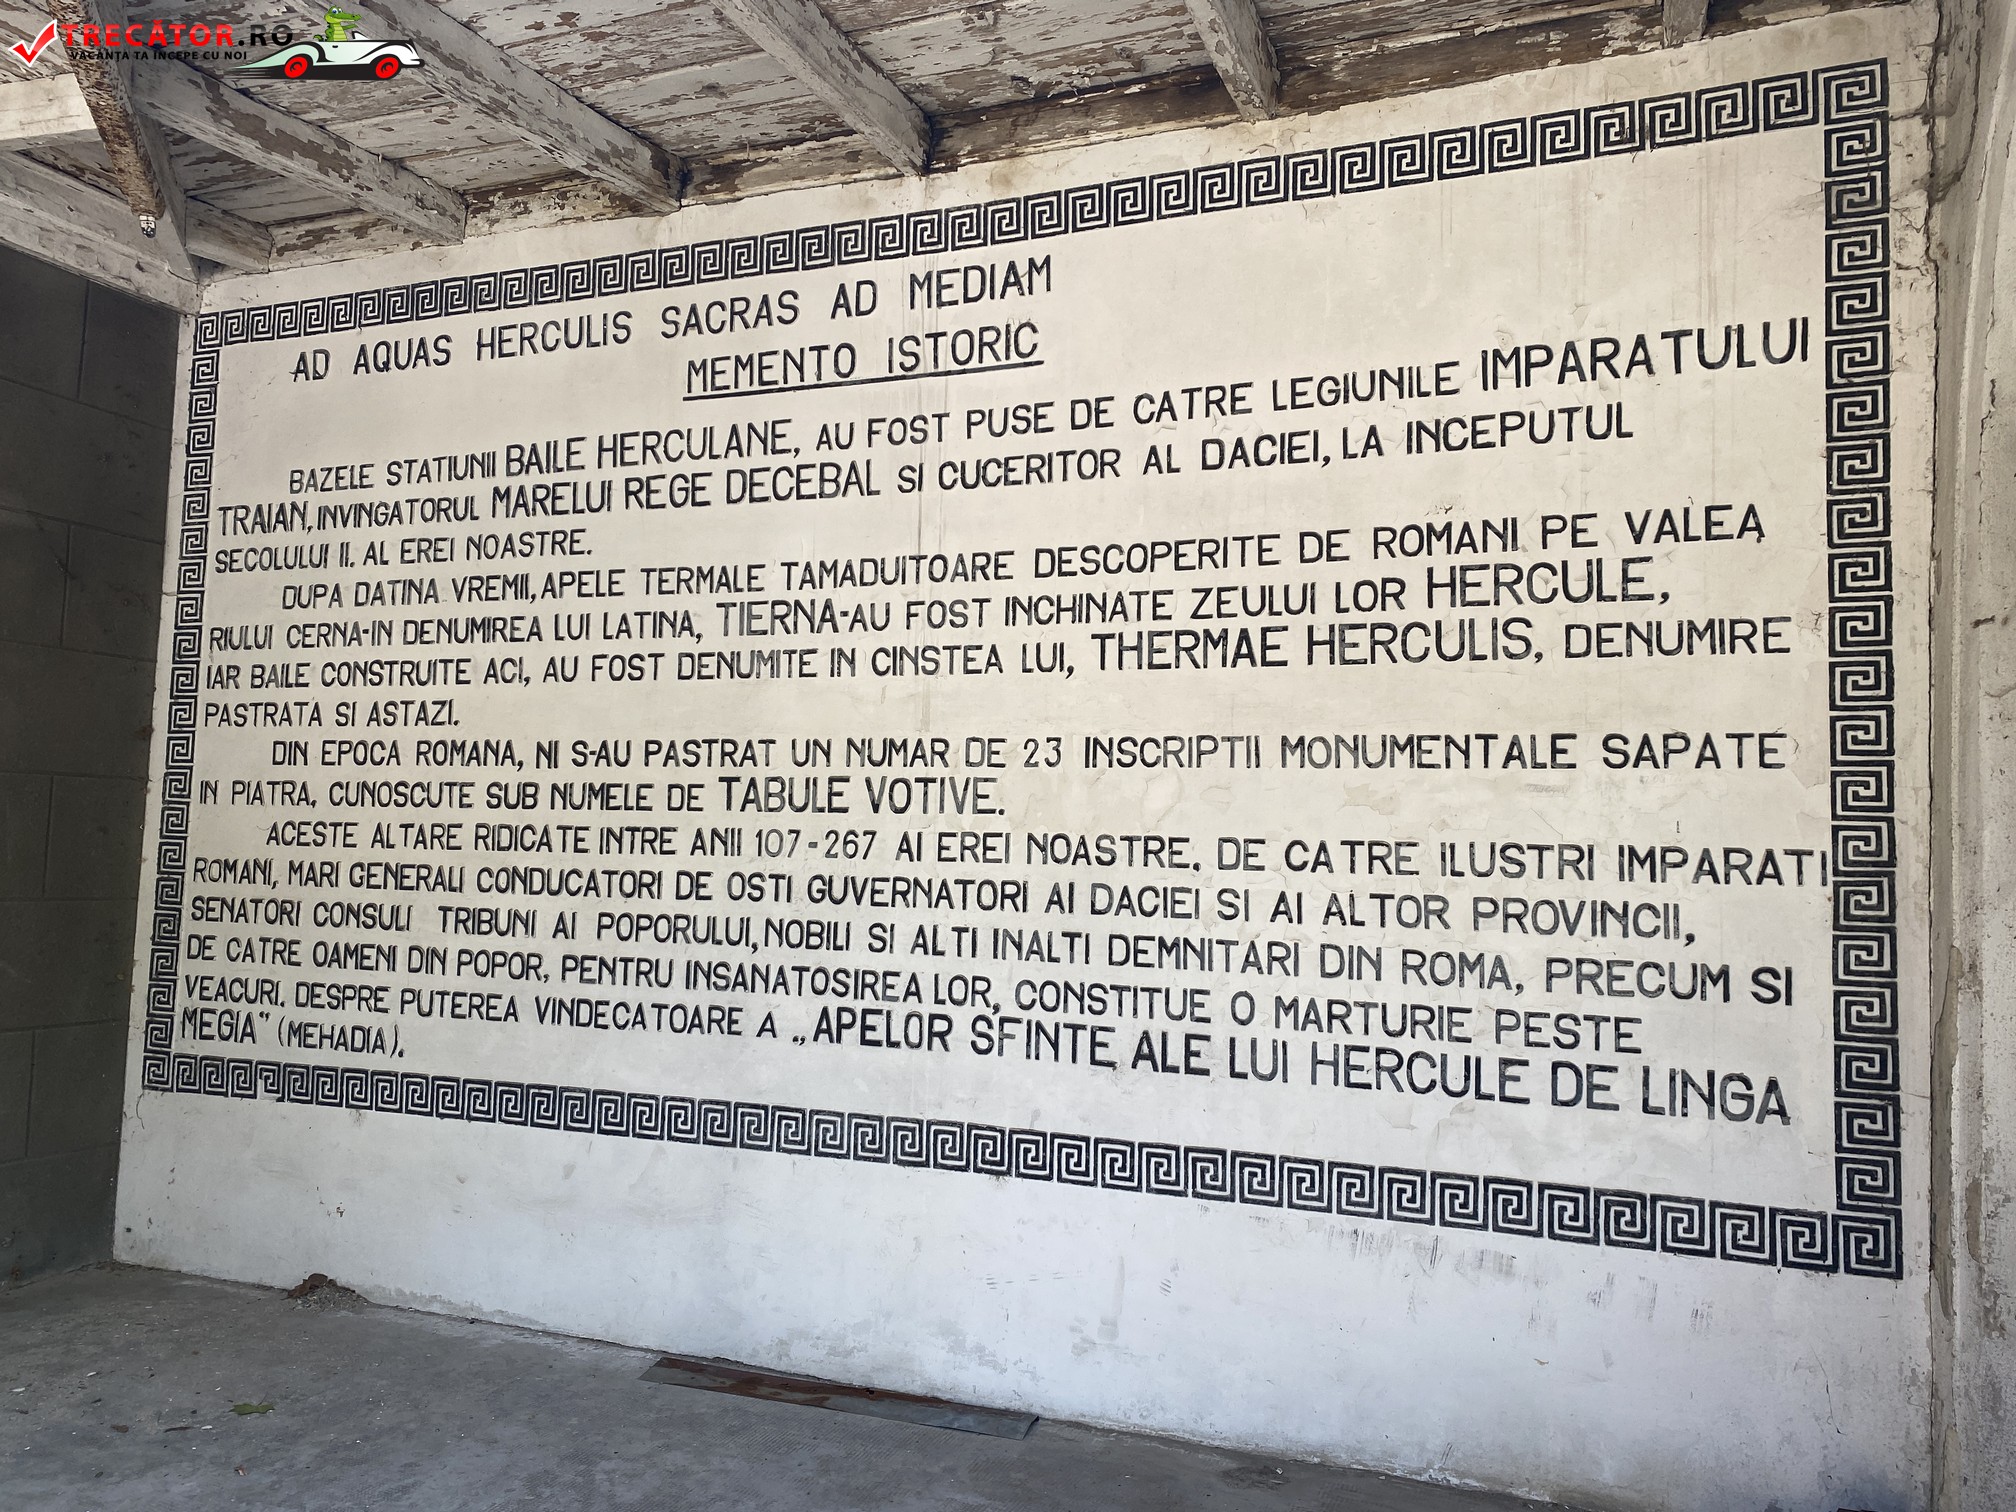 TRECĂTOR.RO
VACANȚA TA ÎNCEPE CU NOI
AD AQUAS HERCULIS SACRAS AD MEDIAM
MEMENTO ISTORIC
BAZELE STATIUNII BAILE HERCULANE, AU FOST PUSE DE CATRE LEGIUNILE IMPARATULUI
TRAIAN, INVINGATORUL MARELUI REGE DECEBAL SI CUCERITOR AL DACIEI, LA INCEPUTUL
SECOLULUI II. AL EREI NOASTRE.
DUPA DATINA VREMII, APELE TERMALE TAMADUITOARE DESCOPERITE DE ROMANI PE VALEA
RIULUI CERNA-IN DENUMIREA LUI LATINA, TIERNA-AU FOST INCHINATE ZEULUI LOR HERCULE,
IAR BAILE CONSTRUITE ACI, AU FOST DENUMITE IN CINSTEA LUI, THERMAE HERCULIS, DENUMIRE
PASTRATA SI ASTAZI.
DIN EPOCA ROMANA, NI S-AU PASTRAT UN NUMAR DE 23 INSCRIPTII MONUMENTALE SAPATE
IN PIATRA, CUNOSCUTE SUB NUMELE DE TABULE VOTIVE.
ACESTE ALTARE RIDICATE INTRE ANII 107-267 AI EREI NOASTRE. DE CATRE ILUSTRI IMPARATI
ROMANI, MARI GENERALI CONDUCATORI DE OSTI GUVERNATORI AI DACIEI SI AI ALTOR PROVINCII,
SENATORI CONSULI TRIBUNI AI POPORULUI, NOBILI SI ALTI INALTI DEMNITARI DIN ROMA, PRECUM SI
DE CATRE OAMENI DIN POPOR, PENTRU INSANATOSIREA LOR, CONSTITUE O MARTURIE PESTE
VEACURI. DESPRE PUTEREA VINDECATOARE A „APELOR SFINTE ALE LUI HERCULE DE LINGA
MEGIA" (MEHADIA).